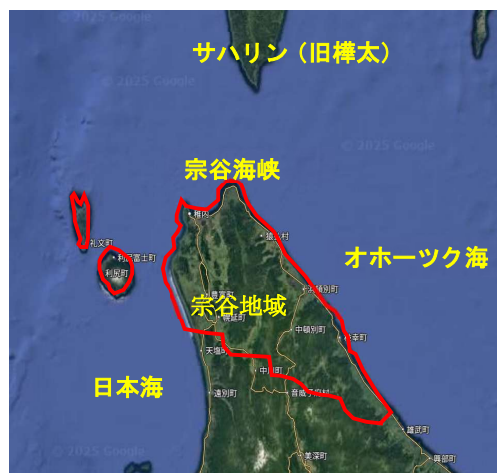 サハリン（旧樺太）
© 2025 Google
© 2025 Google
宗谷海峡
稚内
猿払村
礼文町
利尻富士町
利尻町
オホーツク海
豊富町
浜頓別町
宗谷地域
幌延町
中頓別町
枝幸町
天塩町
中川町
日本海
遠別町
音威子府村
雄武町
© 2025 Google
美深町
興部町